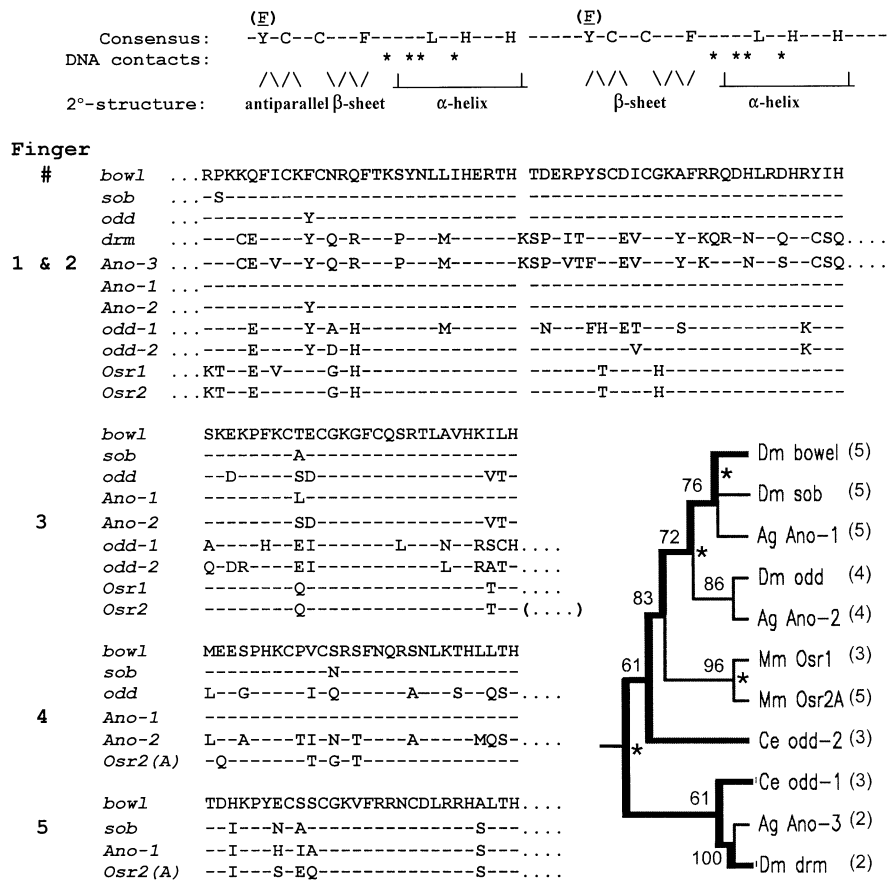 (F) (F)
Consensus: -Y-C--C---F-----L--H---H -----Y-C--C---F-----L--H---H---
DNA contacts: * ** * * ** *
2°-structure: antiparallel β-sheet α-helix β-sheet α-helix
Finger
#
bowl ...RPKKQFICKFCNRQFTKSYNLLIHERTH TDERPYSCDICGKAFRRQDHLRDHRYIH
sob ...-S-------------------------- ----------------------------
odd ...---------Y------------------ ----------------------------
drm ...---CE----Y-Q-R---P---M------KSP-IT---EV---Y-KQR-N--Q--CSQ....
1 & 2 Ano-3 ...---CE-V--Y-Q-R---P---M------KSP-VTF--EV---Y-K---N--S--CSQ....
Ano-1 ...---------------------------- ----------------------------
Ano-2 ...---------Y------------------ ----------------------------
odd-1 ...----E----Y-A-H-------M------ -N---FH-ET---S----------K---
odd-2 ...----E----Y-D-H-------------- ---------V--------------K---
Osr1 ...KT--E-V----G-H-------------- ------T----H----------------
Osr2 ...KT--E------G-H-------------- ------T----H----------------
3
bowl SKEKPFKCTECGKGFCQSRTLAVHKILH
sob --------A-------------------
odd --D-----SD---------------VT-
Ano-1 --------L-------------------
Ano-2 --------SD---------------VT-
odd-1 A----H--EI-------L---N--RSCH....
odd-2 Q-DR----EI-----------L--RAT-....
Osr1 --------Q----------------T--....
Osr2 --------Q----------------T--(....)
4
bowl MEESPHKCPVCSRSFNQRSNLKTHLLTH
sob -----------N----------------
odd L--G-----I-Q------A---S--QS-....
Ano-1 ----------------------------
Ano-2 L--A----TI-N-T----A-----MQS-....
Osr2(A) -Q-------T-G-T--------------
5
bowl TDHKPYECSSCGKVFRRNCDLRRHALTH....
sob --I---N-A---------------S---....
Ano-1 --I---H-IA--------------S---....
Osr2(A) --I---S-EQ--------------S---....
Dm bowel (5)
76 *
Dm sob (5)
Ag Ano-1 (5)
72 *
Dm odd (4)
86
Ag Ano-2 (4)
83
Mm Osr1 (3)
61 96 *
Mm Osr2A (5)
Ce odd-2 (3)
*
Ce odd-1 (3)
61
Ag Ano-3 (2)
100
Dm drm (2)